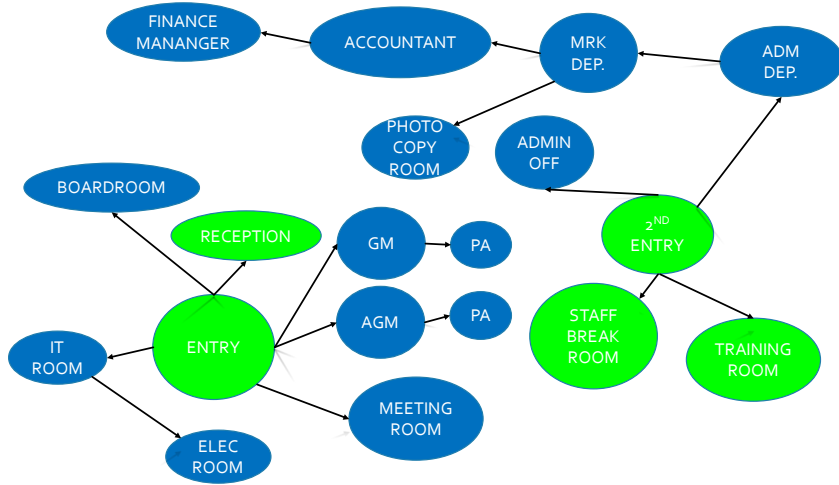 FINANCE
MANANGER
ACCOUNTANT
MRK
DEP.
ADM
DEP.
PHOTO
COPY
ROOM
ADMIN
OFF
BOARDROOM
RECEPTION
GM
PA
2ND
ENTRY
AGM
PA
STAFF
BREAK
ROOM
TRAINING
ROOM
IT
ROOM
ENTRY
MEETING
ROOM
ELEC
ROOM